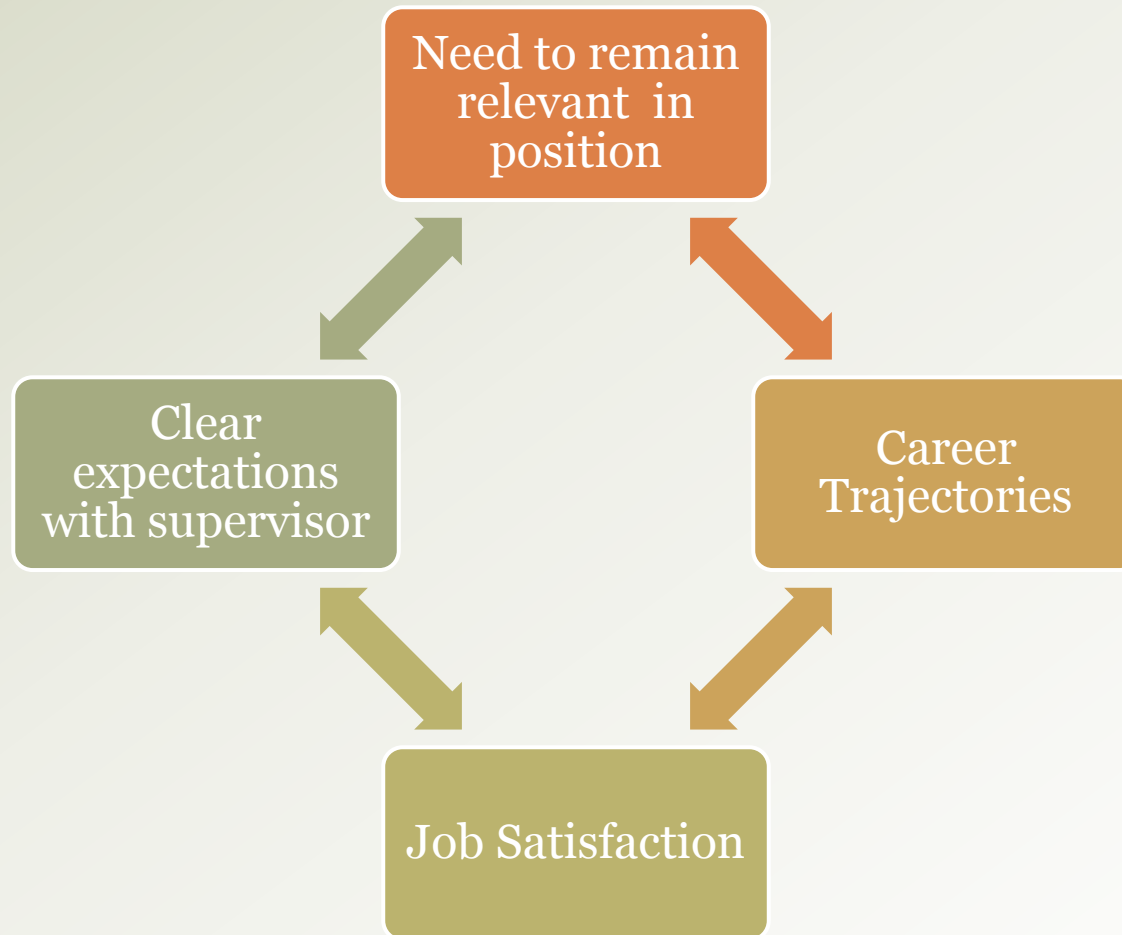 Need to remain
relevant  in
position
Clear
expectations
with supervisor
Career
Trajectories
Job Satisfaction